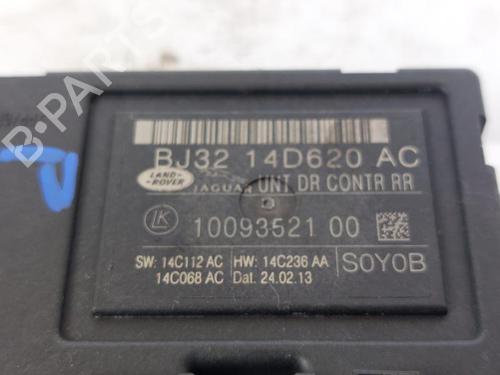 BJ32 14D620 AC
LAND-ROVER JAGUAR UNT DR CONTR RR
LK 10093521 00
SW: 14C112 AC HW: 14C236 AA
14C068 AC Dat. 24.02.13 S0Y0B
B-PARTS